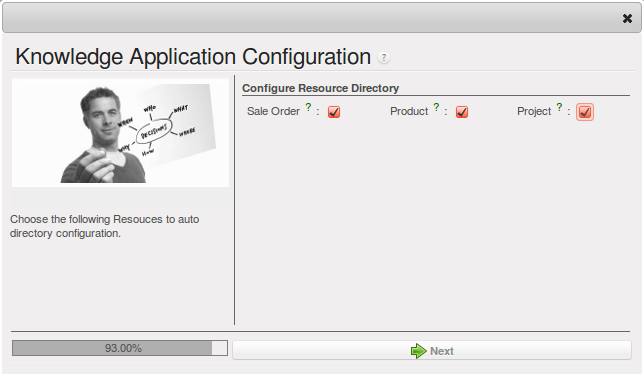 Knowledge Application Configuration ?
Configure Resource Directory
Sale Order ? :
Product ? :
Project ? :
WHO
WHAT
WHEN
DECISIONS
WHERE
WHY
HOW
Choose the following Resouces to auto
directory configuration.
93.00%
Next